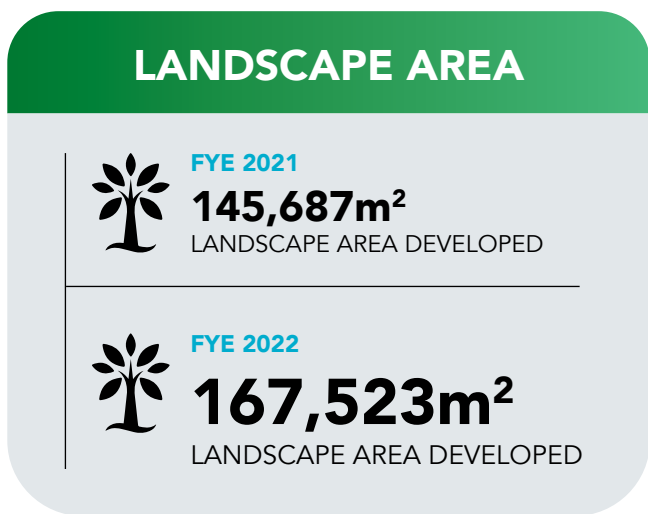 LANDSCAPE AREA
FYE 2021
145,687m²
LANDSCAPE AREA DEVELOPED
FYE 2022
167,523m²
LANDSCAPE AREA DEVELOPED